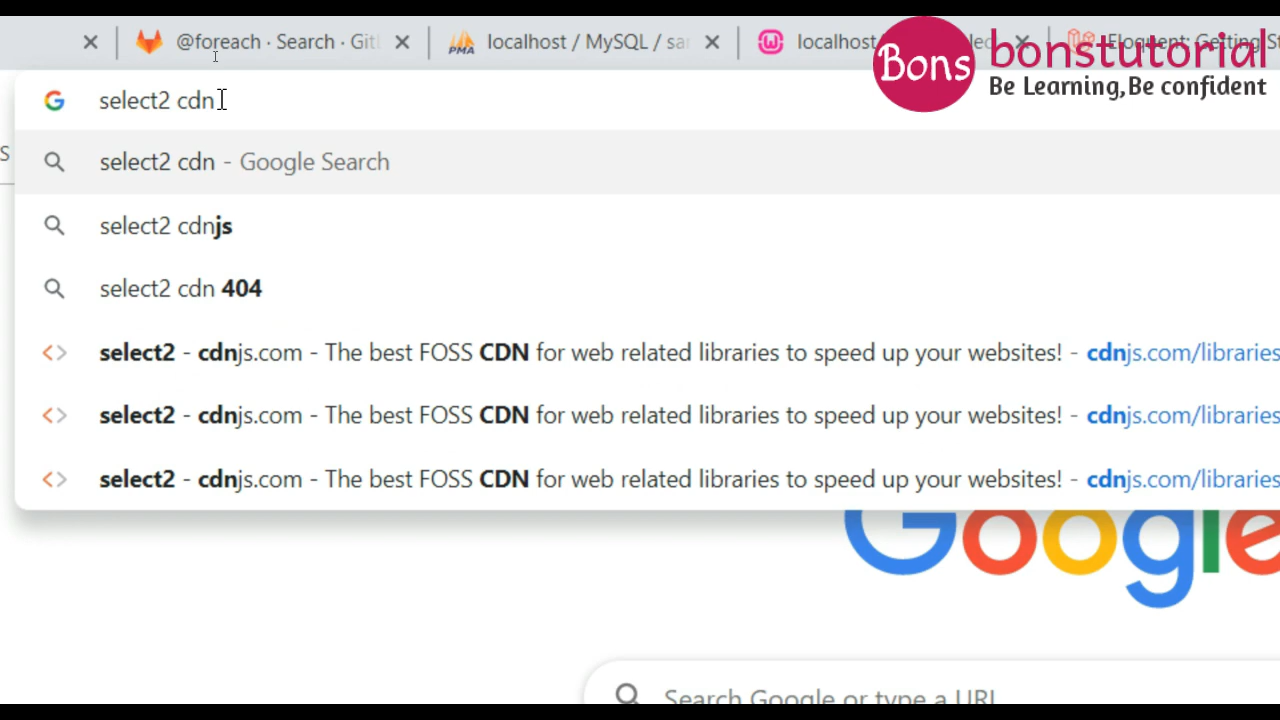 @foreach · Search · Git
localhost / MySQL / sa
localhost
Eloquent: Getting S
Bons
bonstutorial
Be Learning,Be confident
select2 cdn
S
select2 cdn - Google Search
select2 cdnjs
select2 cdn 404
select2 - cdnjs.com - The best FOSS CDN for web related libraries to speed up your websites! - cdnjs.com/libraries
select2 - cdnjs.com - The best FOSS CDN for web related libraries to speed up your websites! - cdnjs.com/libraries
select2 - cdnjs.com - The best FOSS CDN for web related libraries to speed up your websites! - cdnjs.com/libraries
Google
Search Google or type a URL